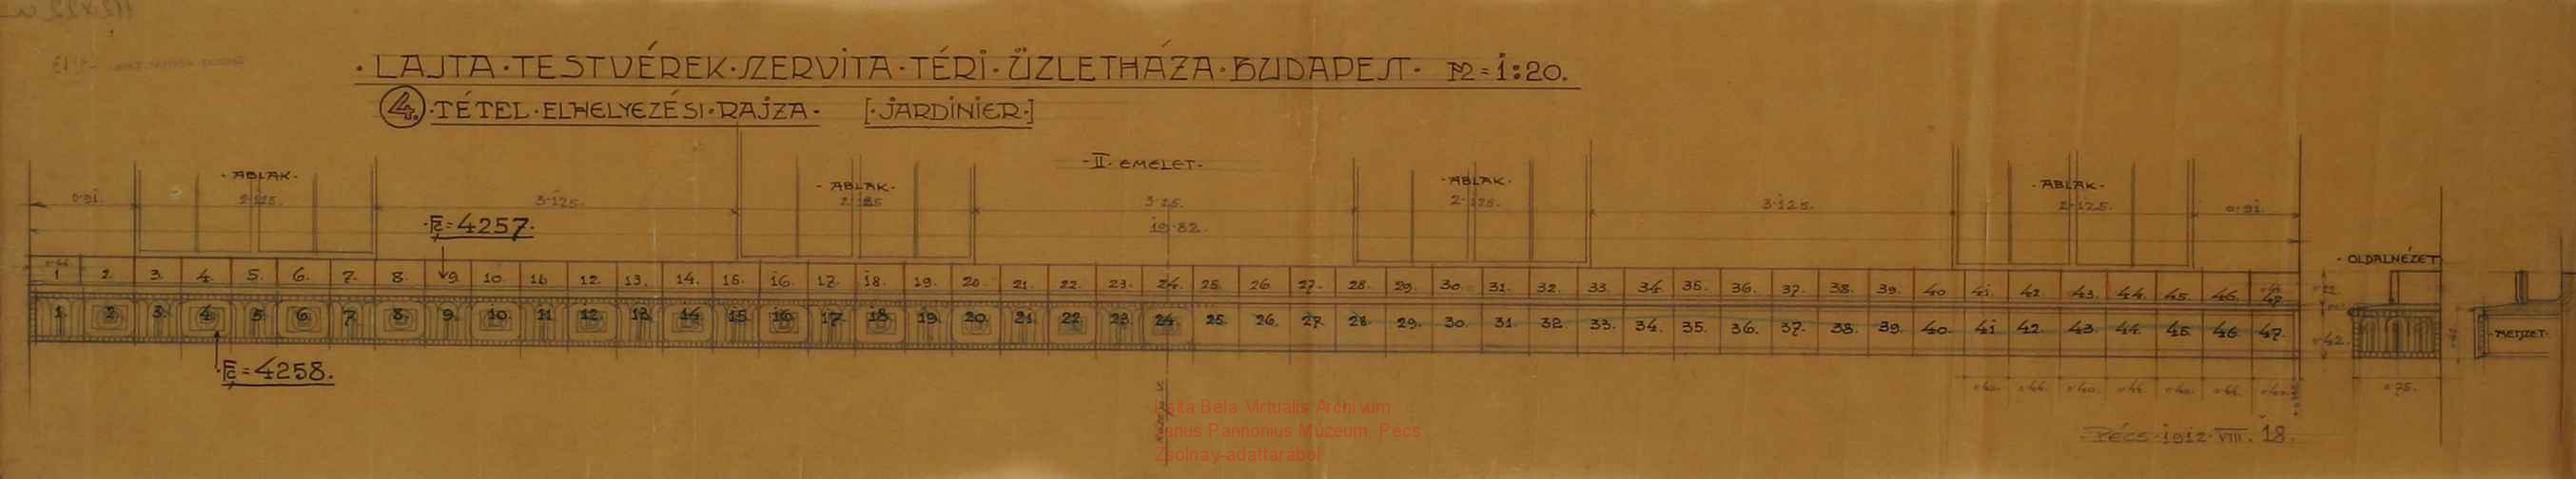 ·LAJTA·TESTVÉREK·SZERVITA·TÉRI·ÜZLETHÁZA·BUDAPEST· M=1:20.
4. ·TÉTEL·ELHELYEZÉSI·RAJZA· [·JARDINIER·]
-II· EMELET·-
·ABLAK· -ABLAK- ·ABLAK· -ABLAK-
0·91. 2·125. 3·125. 3·125. 2·125. 3·125. 2·125. 0·91
19·82.
·Fc=4257.
·OLDALNÉZET
1 2. 3. 4. 5. 6. 7. 8. 9. 10. 11. 12. 13. 14. 15. 16. 17. 18. 19. 20 21. 22. 23. 24. 25. 26. 27. 28. 29. 30. 31. 32. 33. 34 35. 36. 37. 38. 39. 40 41. 42 43. 44. 45. 46. 47
1. 2. 3. 4. 5. 6. 7. 8. 9. 10. 11. 12. 13. 14. 15. 16. 17. 18. 19. 20. 21. 22. 23. 24. 25. 26. 27. 28. 29. 30. 31. 32. 33. 34. 35. 36. 37. 38. 39. 40. 41 42. 43. 44. 45. 46 47.
·METSZET·
Fc=4258.
0·75.
·Pécs·1912·VIII. 18.
Lajta Béla Virtuális Archívum
Janus Pannonius Múzeum, Pécs
Zsolnay-adattárából